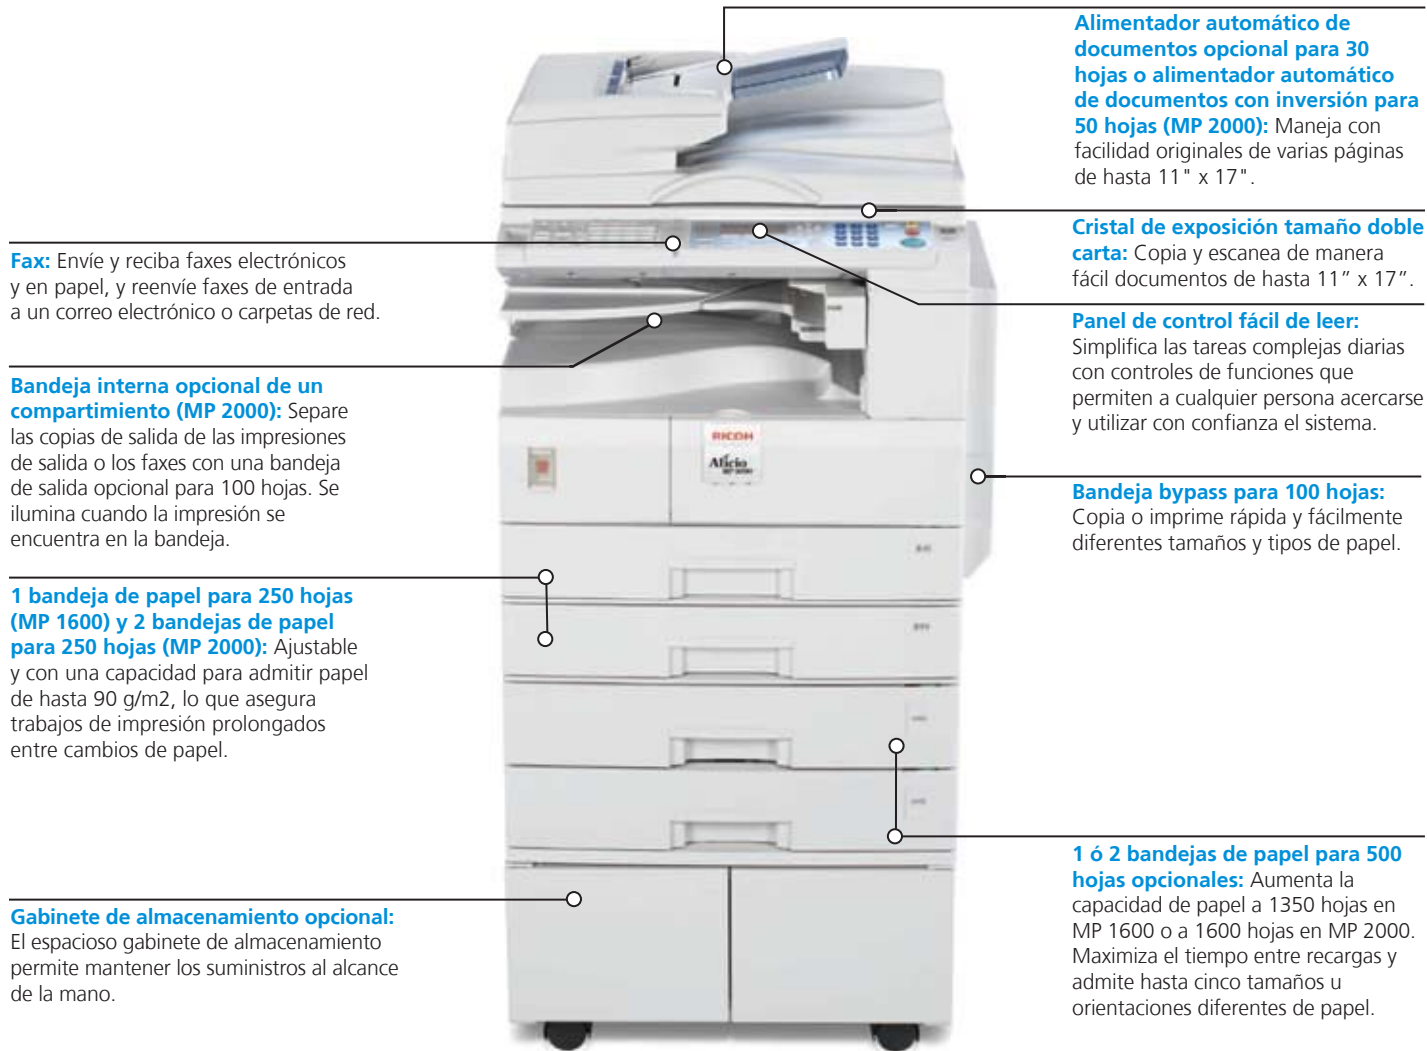 Alimentador automático de
documentos opcional para 30
hojas o alimentador automático
de documentos con inversión para
50 hojas (MP 2000): Maneja con
facilidad originales de varias páginas
de hasta 11" x 17".
Cristal de exposición tamaño doble
carta: Copia y escanea de manera
fácil documentos de hasta 11” x 17”.
Panel de control fácil de leer:
Simplifica las tareas complejas diarias
con controles de funciones que
permiten a cualquier persona acercarse
y utilizar con confianza el sistema.
Bandeja bypass para 100 hojas:
Copia o imprime rápida y fácilmente
diferentes tamaños y tipos de papel.
1 ó 2 bandejas de papel para 500
hojas opcionales: Aumenta la
capacidad de papel a 1350 hojas en
MP 1600 o a 1600 hojas en MP 2000.
Maximiza el tiempo entre recargas y
admite hasta cinco tamaños u
orientaciones diferentes de papel.
Fax: Envíe y reciba faxes electrónicos
y en papel, y reenvíe faxes de entrada
a un correo electrónico o carpetas de red.
Bandeja interna opcional de un
compartimiento (MP 2000): Separe
las copias de salida de las impresiones
de salida o los faxes con una bandeja
de salida opcional para 100 hojas. Se
ilumina cuando la impresión se
encuentra en la bandeja.
1 bandeja de papel para 250 hojas
(MP 1600) y 2 bandejas de papel
para 250 hojas (MP 2000): Ajustable
y con una capacidad para admitir papel
de hasta 90 g/m2, lo que asegura
trabajos de impresión prolongados
entre cambios de papel.
Gabinete de almacenamiento opcional:
El espacioso gabinete de almacenamiento
permite mantener los suministros al alcance
de la mano.
RICOH
Aficio